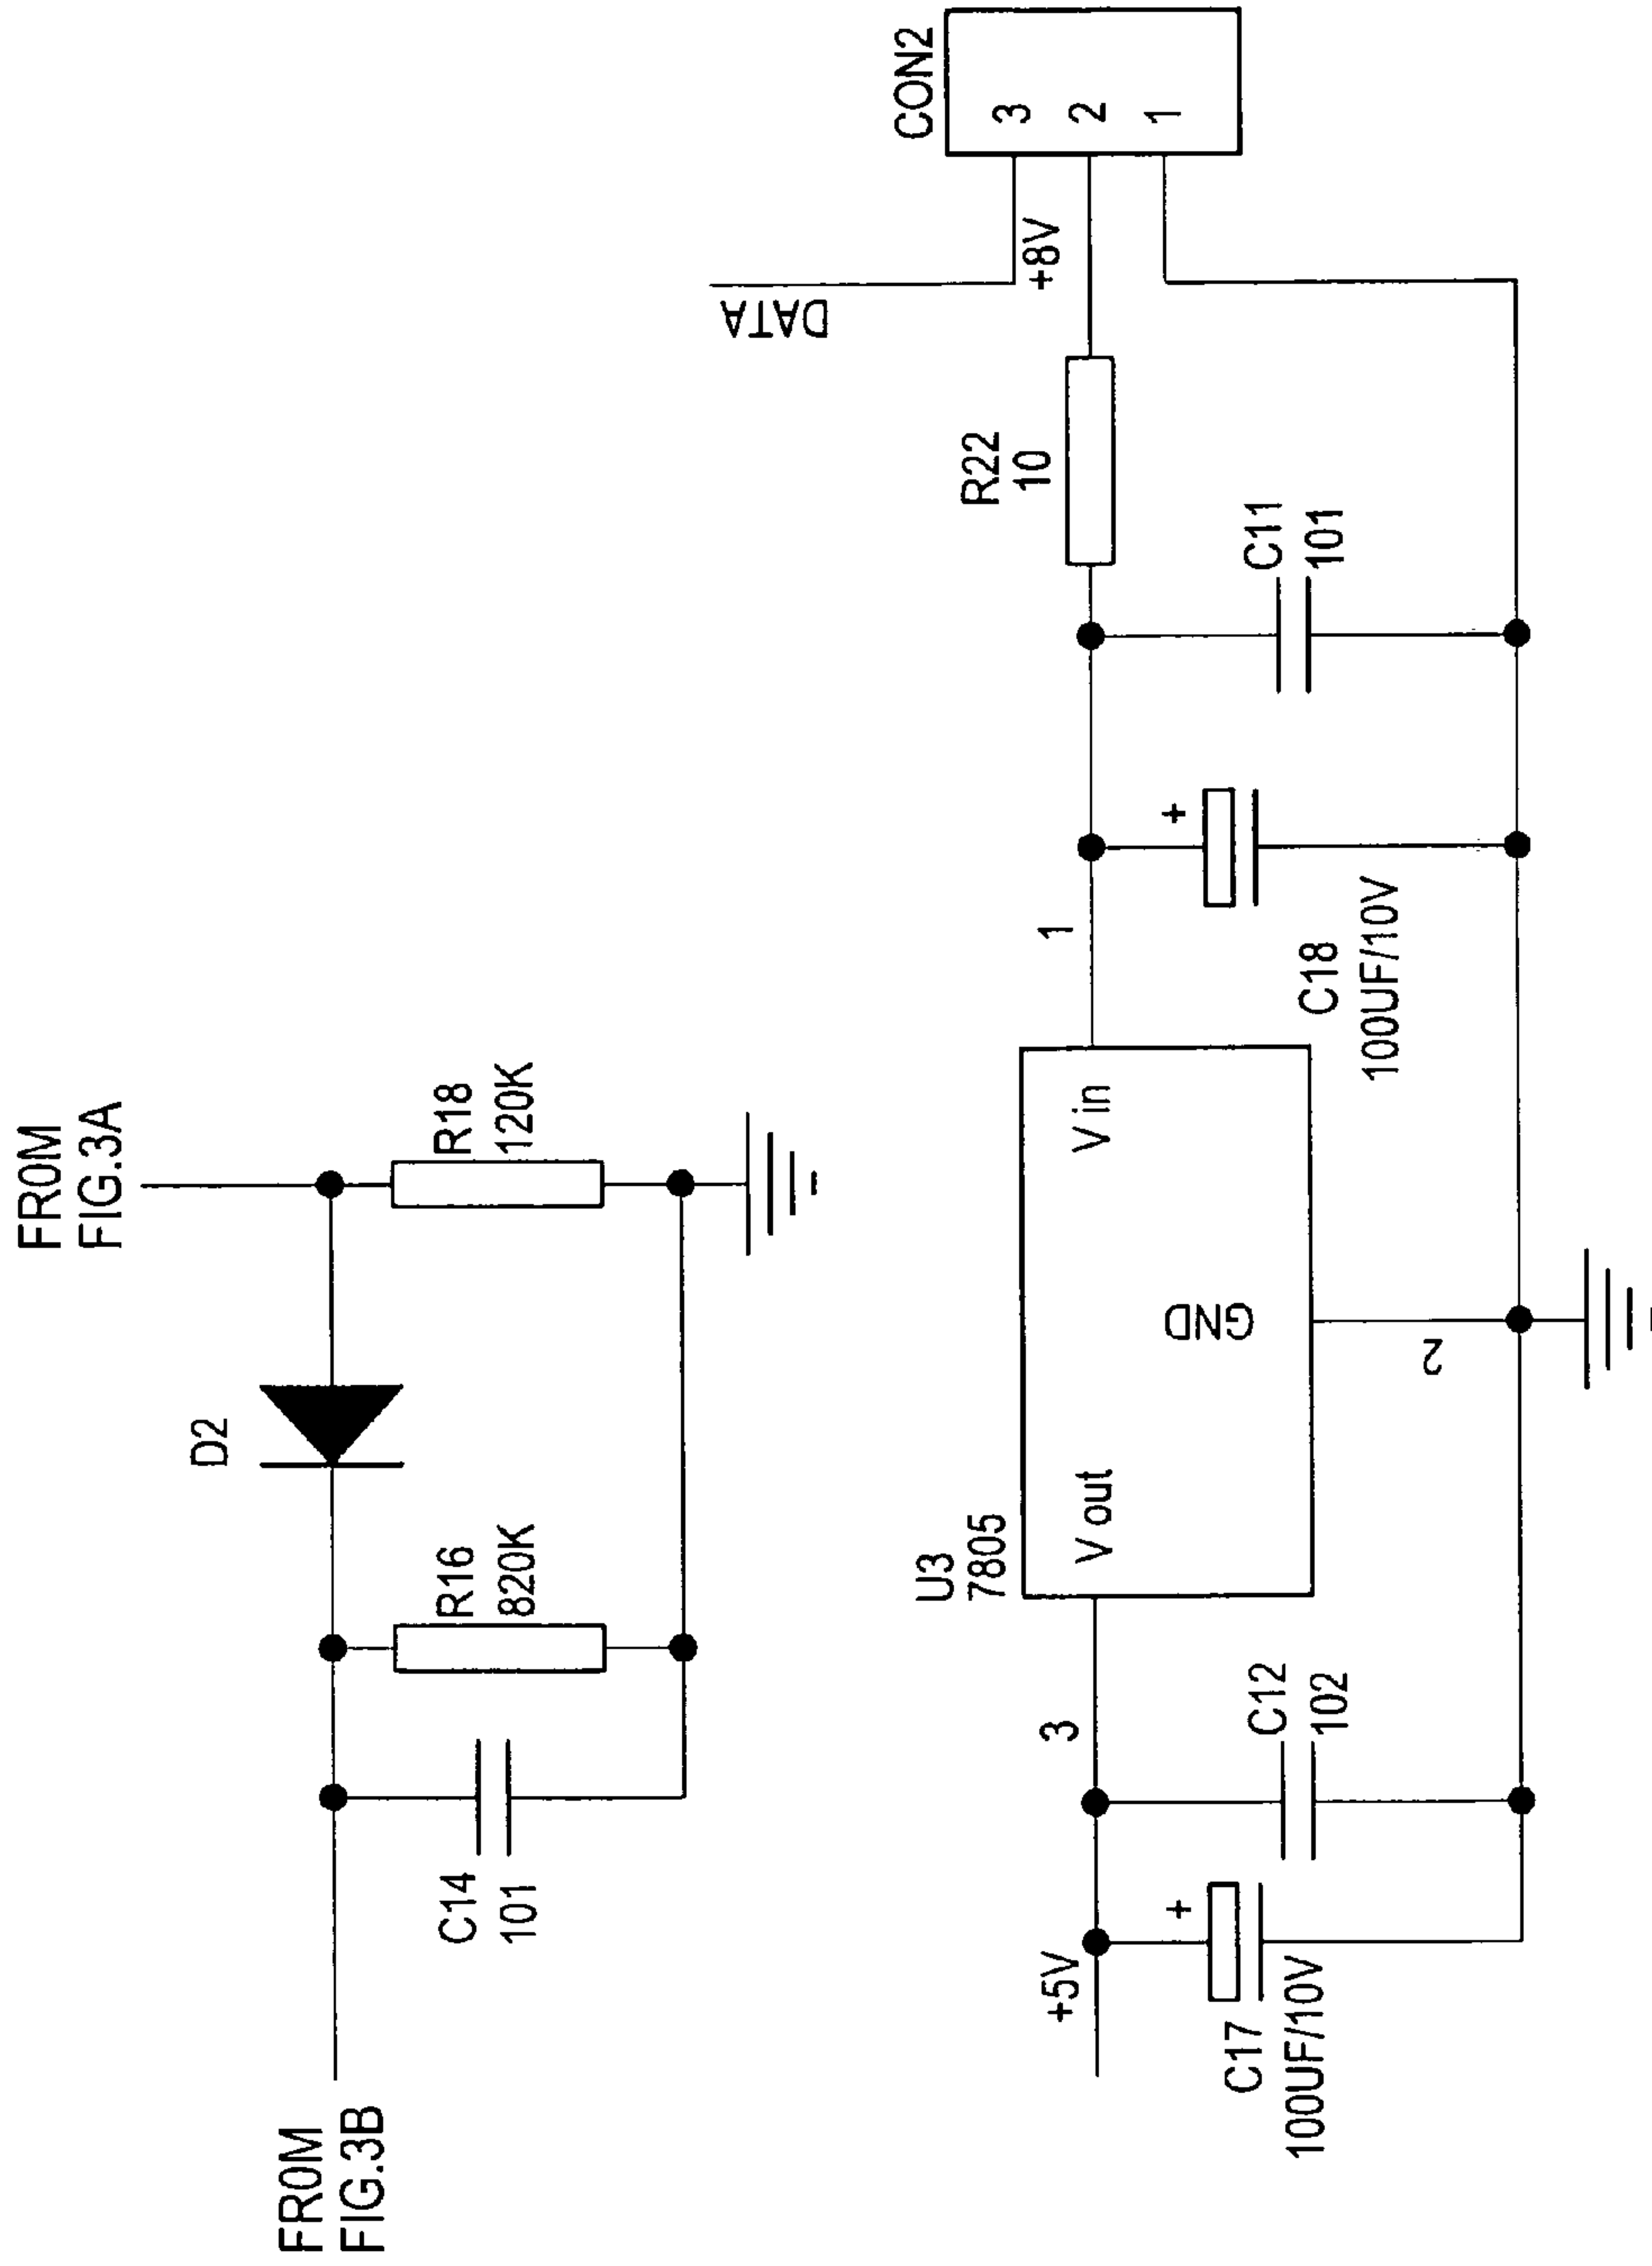 FROM
FIG.3A
D2
R18
120K
R16
820K
C14
101
FROM
FIG.3B
CON2
3
2
1
DATA
+8V
R22
10
C11
101
1
C18
100UF/10V
U3
7805
V in
V out
GND
2
3
C12
102
+5V
+
+
C17
100UF/10V